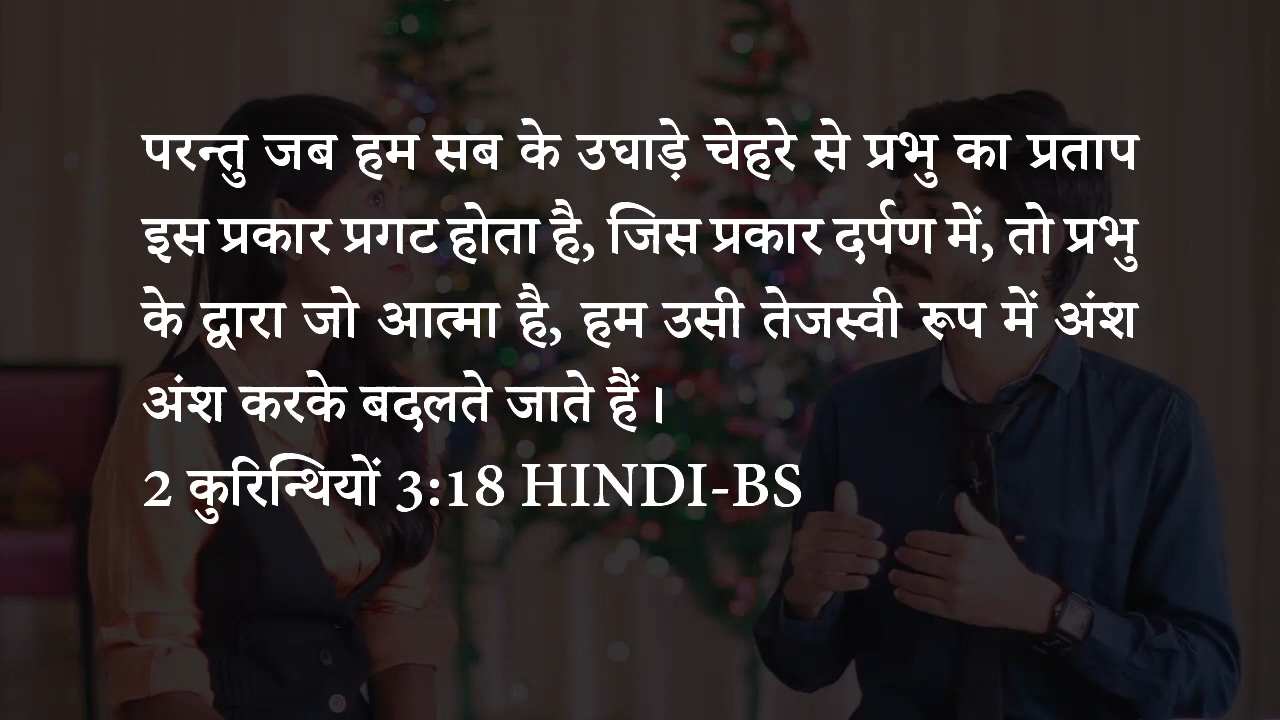 परन्तु जब हम सब के उघाड़े चेहरे से प्रभु का प्रताप
इस प्रकार प्रगट होता है, जिस प्रकार दर्पण में, तो प्रभु
के द्वारा जो आत्मा है, हम उसी तेजस्वी रूप में अंश
अंश करके बदलते जाते हैं।
2 कुरिन्थियों 3:18 HINDI-BS